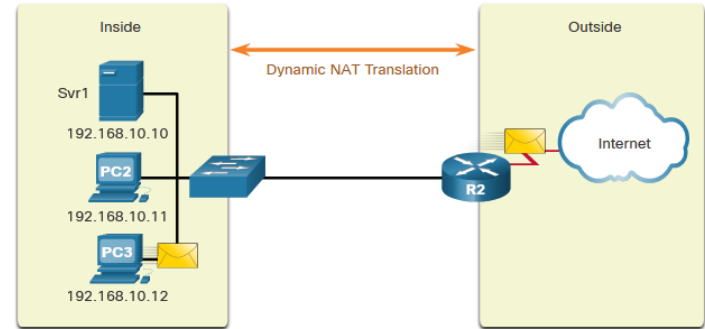 Inside
Outside
Dynamic NAT Translation
Svr1
192.168.10.10
Internet
PC2
R2
192.168.10.11
PC3
192.168.10.12